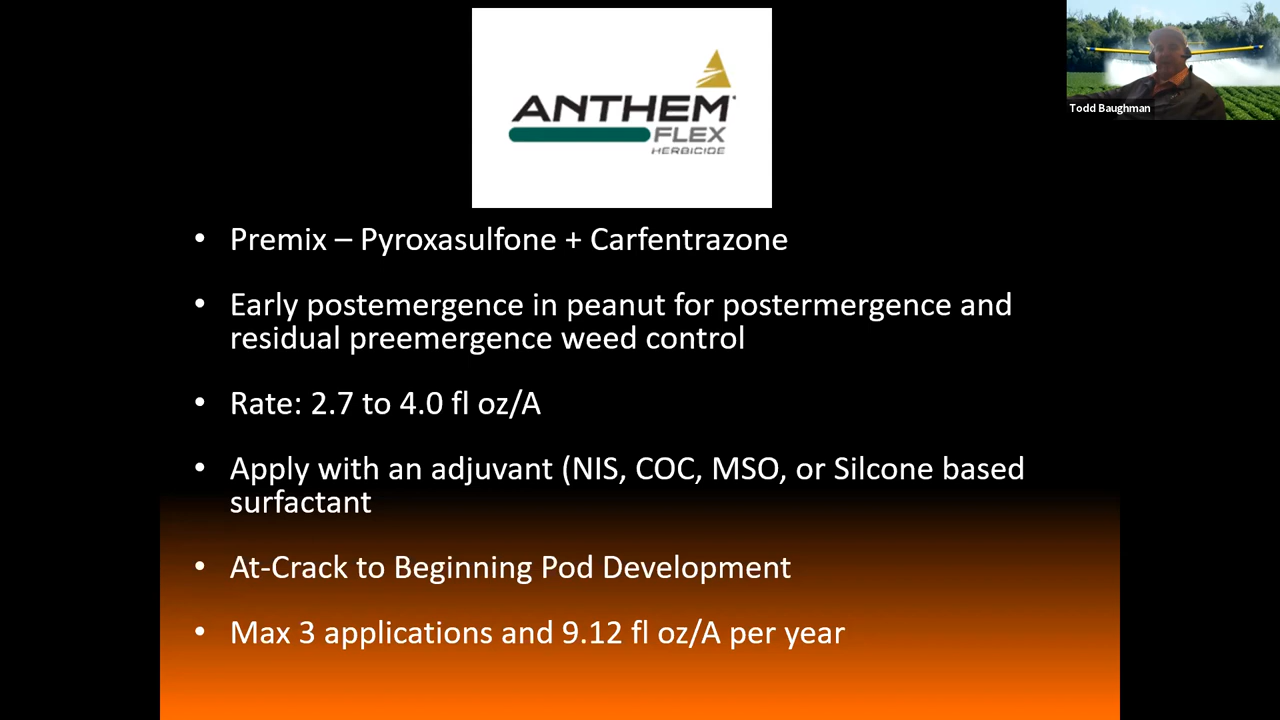 ANTHEM
FLEX
HERBICIDE
Todd Baughman
• Premix – Pyroxasulfone + Carfentrazone
• Early postemergence in peanut for postermergence and
residual preemergence weed control
• Rate: 2.7 to 4.0 fl oz/A
• Apply with an adjuvant (NIS, COC, MSO, or Silcone based
surfactant
• At-Crack to Beginning Pod Development
• Max 3 applications and 9.12 fl oz/A per year